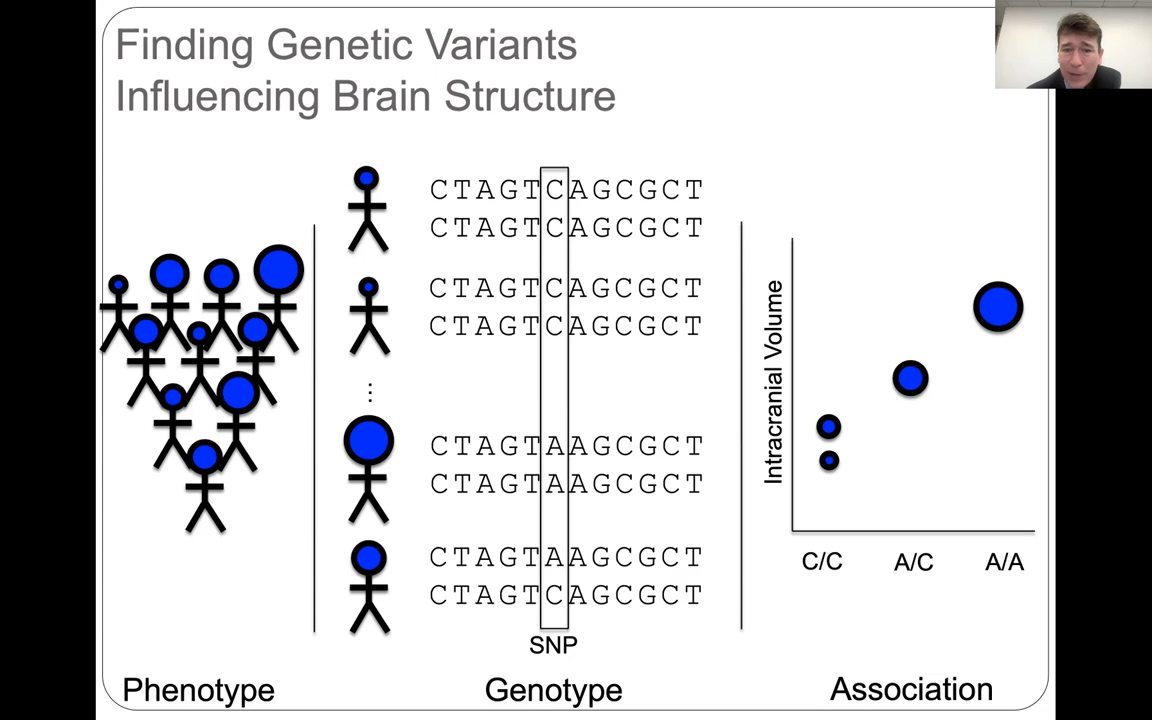 Finding Genetic Variants
Influencing Brain Structure
CTAGTCAGCGCT
CTAGTCAGCGCT
CTAGTCAGCGCT
CTAGTCAGCGCT
...
CTAGTAAGCGCT
CTAGTAAGCGCT
CTAGTAAGCGCT
CTAGTCAGCGCT
SNP
Intracranial Volume
C/C A/C A/A
Phenotype
Genotype
Association